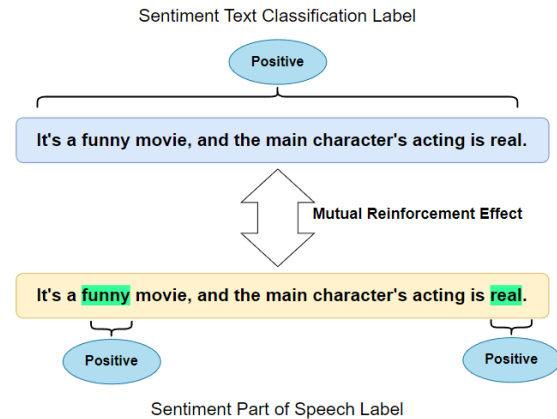 Sentiment Text Classification Label
Positive
It's a funny movie, and the main character's acting is real.
Mutual Reinforcement Effect
It's a funny movie, and the main character's acting is real.
Positive
Positive
Sentiment Part of Speech Label